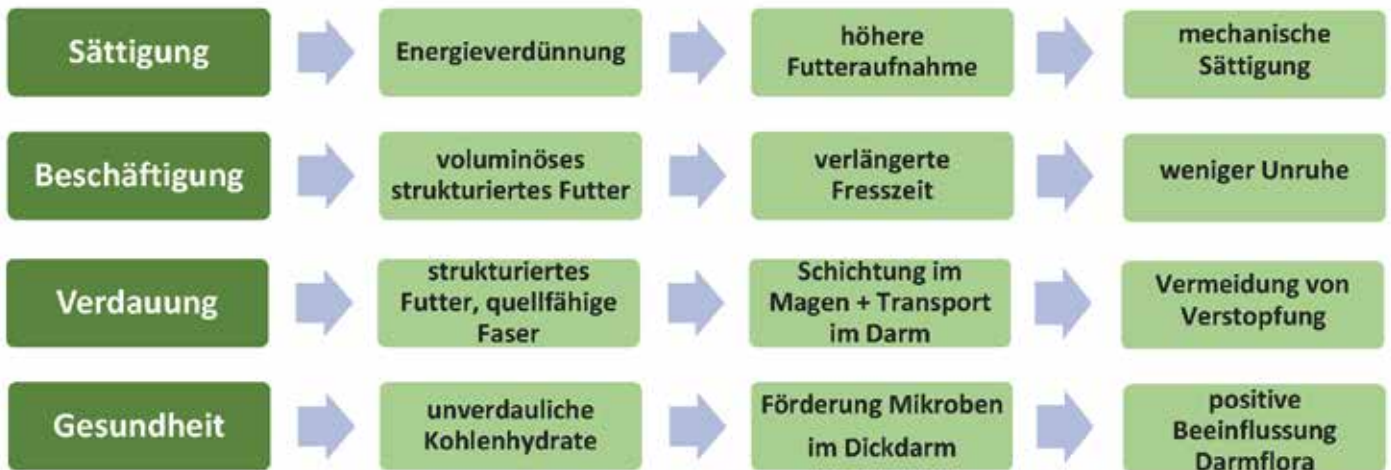 Sättigung
Energieverdünnung
höhere
Futteraufnahme
mechanische
Sättigung
Beschäftigung
voluminöses
strukturiertes Futter
verlängerte
Fresszeit
weniger Unruhe
Verdauung
strukturiertes
Futter, quellfähige
Faser
Schichtung im
Magen + Transport
im Darm
Vermeidung von
Verstopfung
Gesundheit
unverdauliche
Kohlenhydrate
Förderung Mikroben
im Dickdarm
positive
Beeinflussung
Darmflora